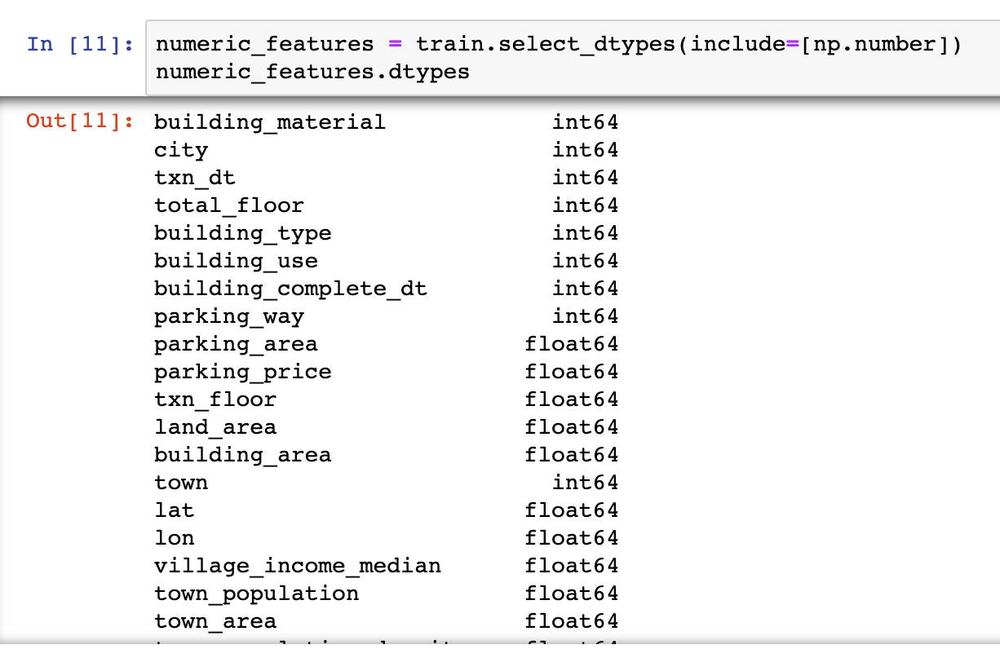 In [11]: numeric_features = train.select_dtypes(include=[np.number])
numeric_features.dtypes
Out[11]: building_material int64
city int64
txn_dt int64
total_floor int64
building_type int64
building_use int64
building_complete_dt int64
parking_way int64
parking_area float64
parking_price float64
txn_floor float64
land_area float64
building_area float64
town int64
lat float64
lon float64
village_income_median float64
town_population float64
town_area float64